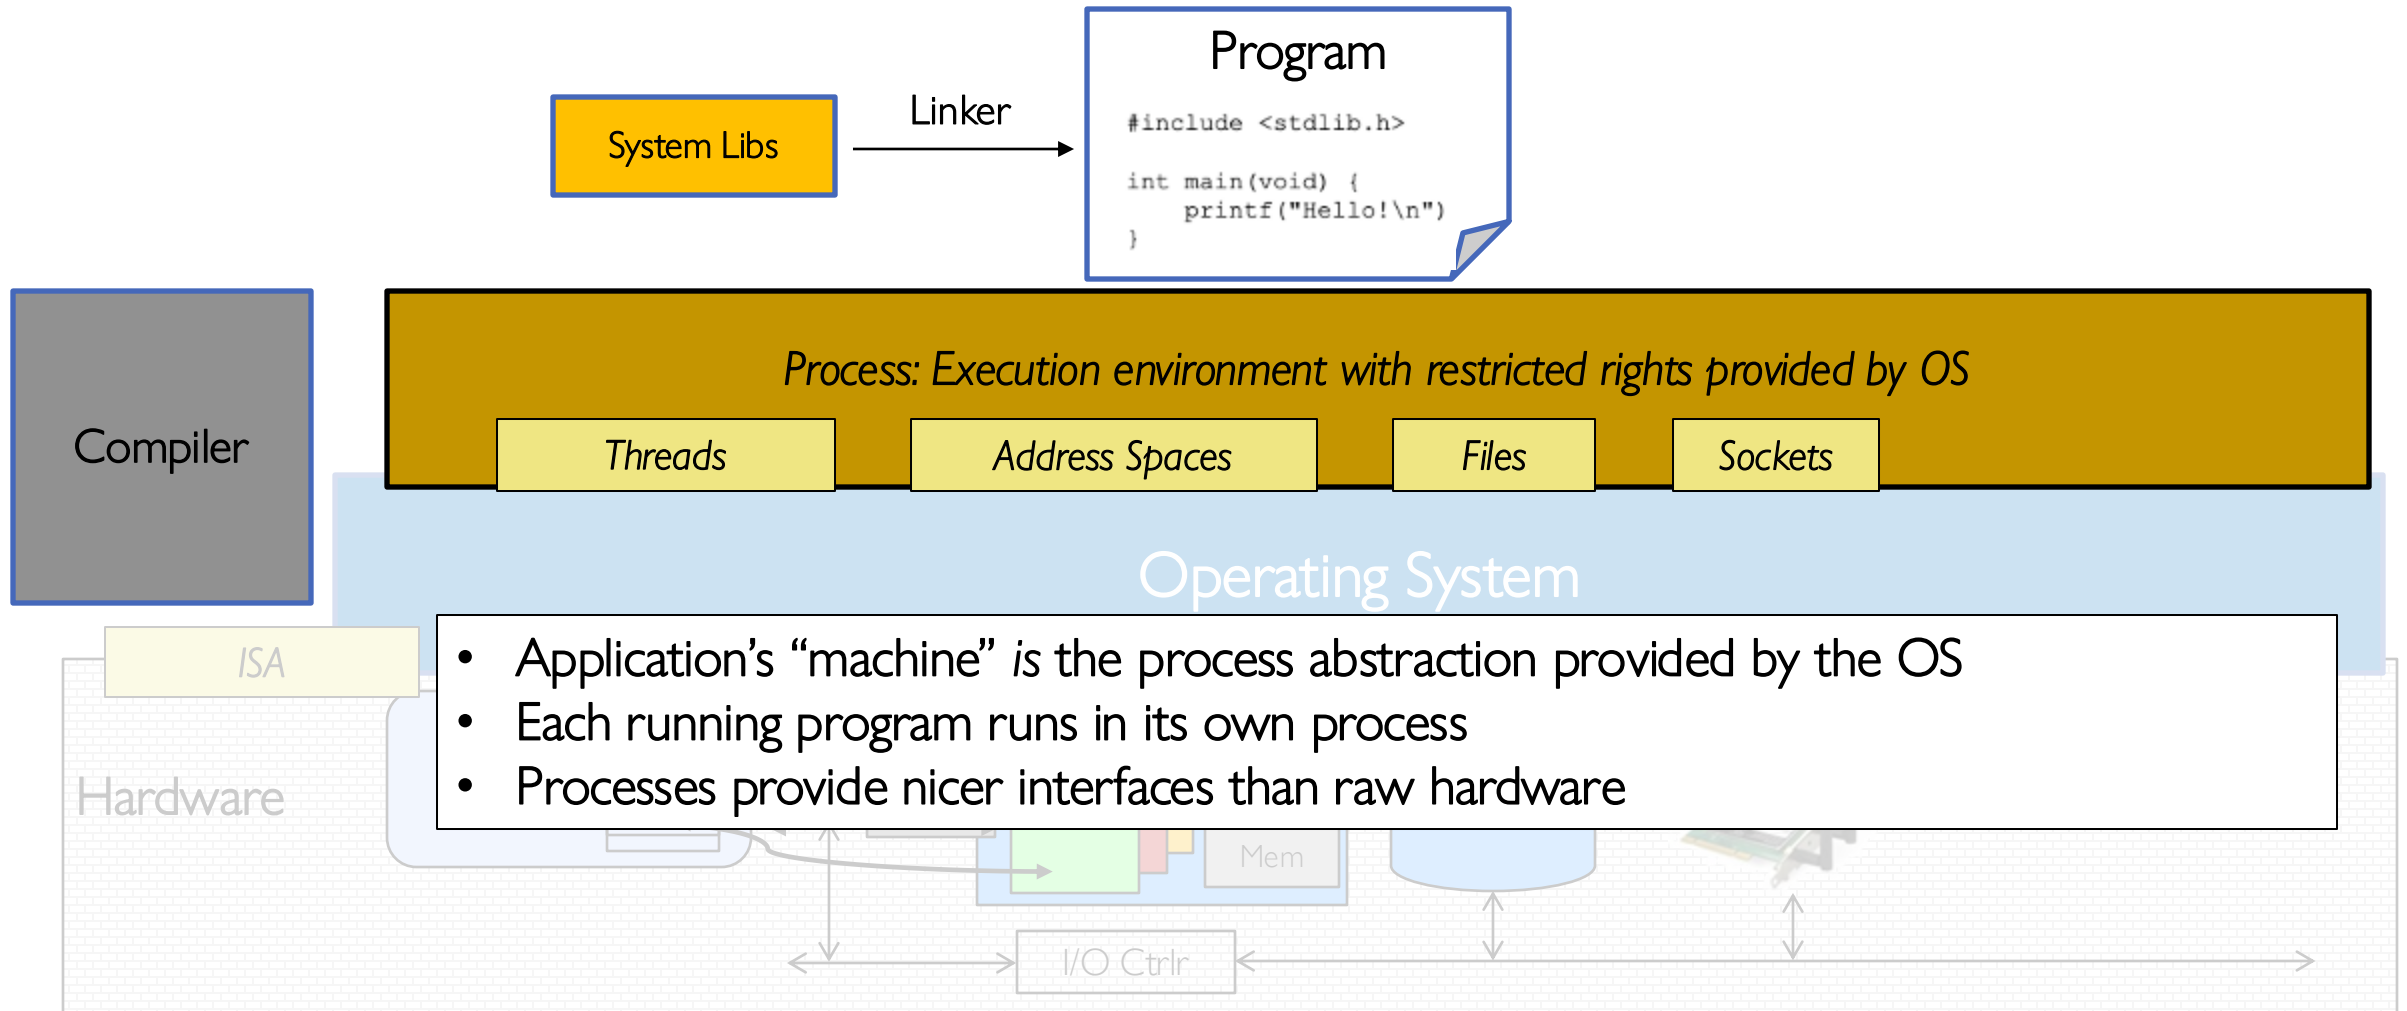 Program
#include <stdlib.h>
int main(void) {
printf("Hello!\n")
}
System Libs
Linker
Compiler
Process: Execution environment with restricted rights provided by OS
Threads
Address Spaces
Files
Sockets
Operating System
ISA
• Application’s “machine” is the process abstraction provided by the OS
• Each running program runs in its own process
• Processes provide nicer interfaces than raw hardware
Hardware
Mem
I/O Ctrlr